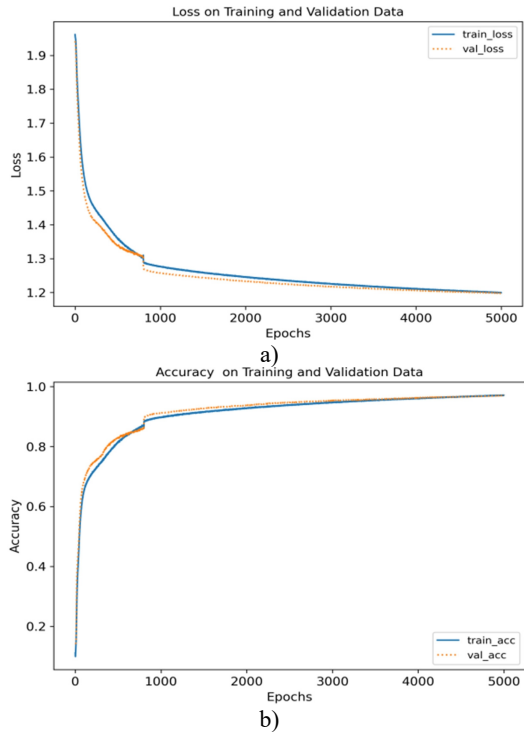 Loss on Training and Validation Data
train_loss
val_loss
1.9
1.8
1.7
1.6
1.5
1.4
1.3
1.2
Loss
0 1000 2000 3000 4000 5000
Epochs
a)
Accuracy on Training and Validation Data
1.0
0.8
0.6
0.4
0.2
Accuracy
train_acc
val_acc
0 1000 2000 3000 4000 5000
Epochs
b)